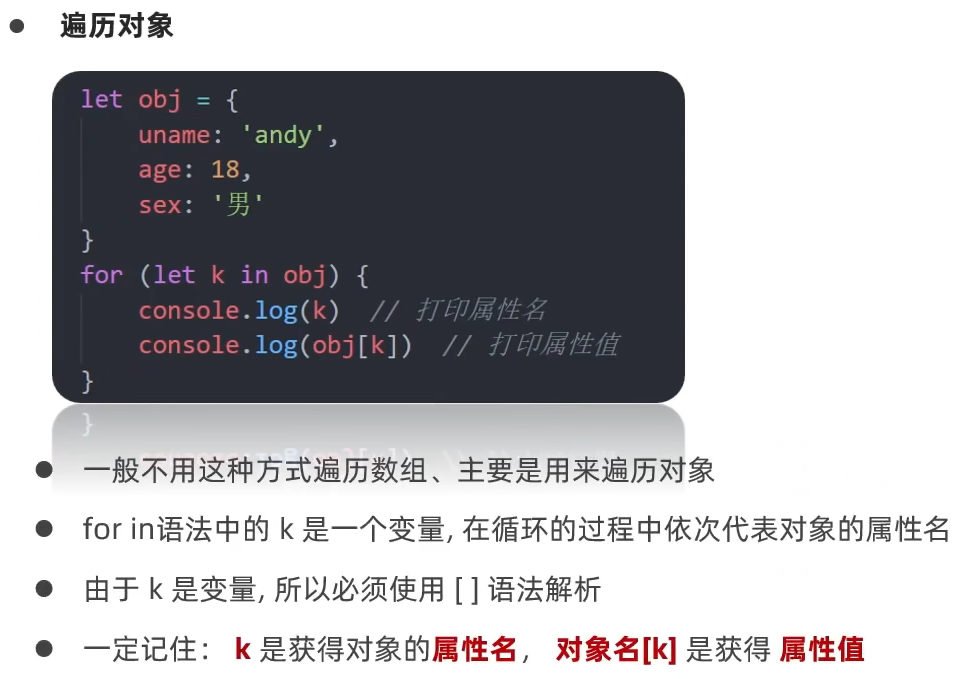 遍历对象
let obj = {
    uname: 'andy',
    age: 18,
    sex: '男'
}
for (let k in obj) {
    console.log(k)  // 打印属性名
    console.log(obj[k])  // 打印属性值
}
一般不用这种方式遍历数组、主要是用来遍历对象
for in语法中的 k 是一个变量, 在循环的过程中依次代表对象的属性名
由于 k 是变量, 所以必须使用 [ ] 语法解析
一定记住： k 是获得对象的属性名， 对象名[k] 是获得 属性值